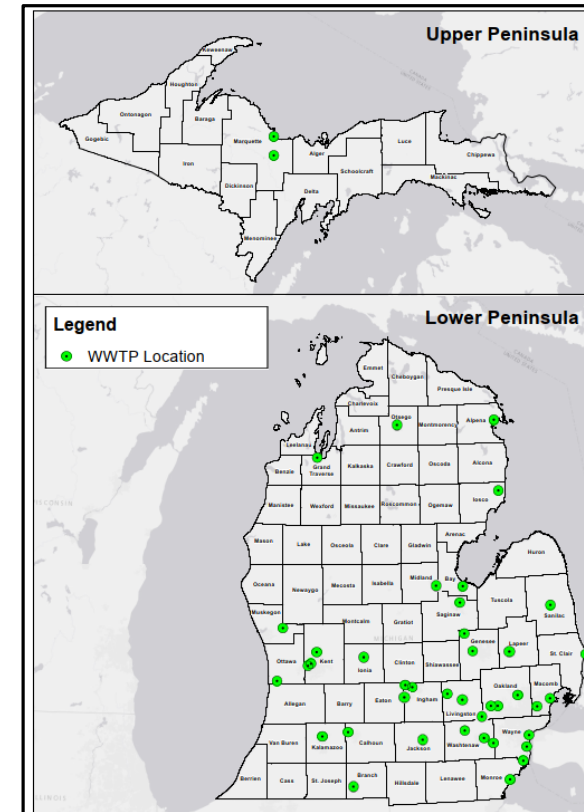 Upper Peninsula
Keweenaw
Houghton
Ontonagon
Baraga
Gogebic
Marquette
Iron
Alger
Luce
Chippewa
Schoolcraft
Mackinac
Dickinson
Delta
Menominee
Lower Peninsula
Legend
WWTP Location
Emmet
Cheboygan
Presque Isle
Charlevoix
Otsego
Alpena
Antrim
Montmorency
Leelanau
Grand
Traverse
Benzie
Kalkaska
Crawford
Oscoda
Alcona
Manistee
Wexford
Missaukee
Roscommon
Ogemaw
Iosco
WISCONSIN
Arenac
Mason
Lake
Osceola
Clare
Gladwin
Huron
Oceana
Newaygo
Mecosta
Isabella
Midland
Bay
Tuscola
Sanilac
Saginaw
Muskegon
Montcalm
Gratiot
MICHIGAN
Genesee
Lapeer
St. Clair
Ottawa
Kent
Ionia
Clinton
Shiawassee
Oakland
Macomb
Allegan
Barry
Eaton
Ingham
Livingston
Van Buren
Kalamazoo
Calhoun
Jackson
Washtenaw
Wayne
Berrien
Cass
St. Joseph
Branch
Hillsdale
Lenawee
Monroe
ILLINOIS